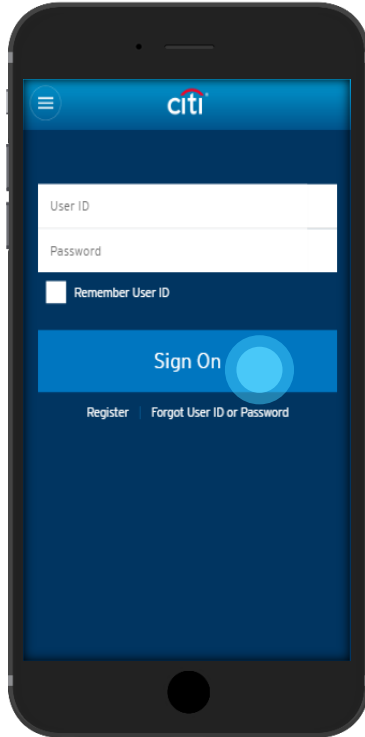 citi
User ID
Password
Remember User ID
Sign On
Register | Forgot User ID or Password